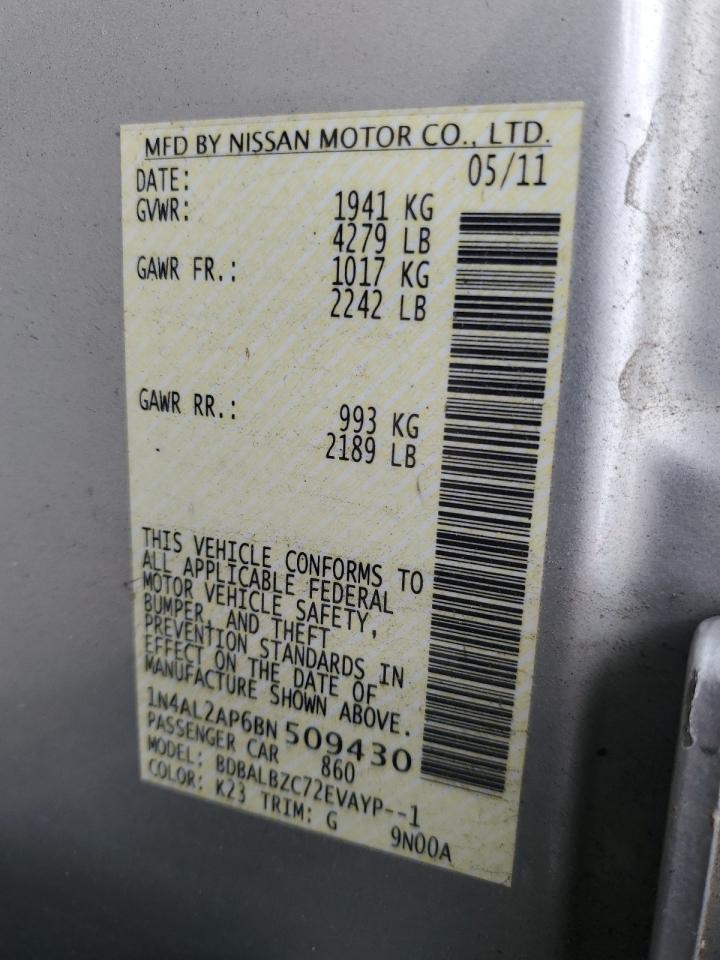 MFD BY NISSAN MOTOR CO., LTD.
DATE: 05/11
GVWR: 1941 KG
4279 LB
GAWR FR.: 1017 KG
2242 LB
GAWR RR.: 993 KG
2189 LB
THIS VEHICLE CONFORMS TO
ALL APPLICABLE FEDERAL
MOTOR VEHICLE SAFETY,
BUMPER, AND THEFT
PREVENTION STANDARDS IN
EFFECT ON THE DATE OF
MANUFACTURE SHOWN ABOVE.
1N4AL2AP6BN509430
PASSENGER CAR 860
MODEL: BDBALBZC72EVAYP--1
COLOR: K23 TRIM: G 9N00A